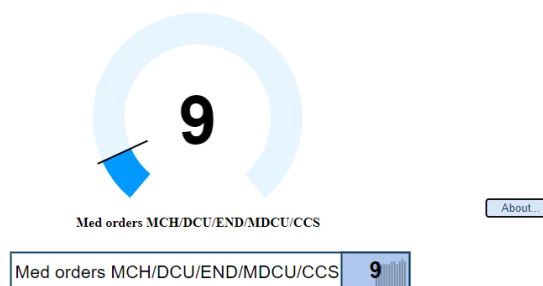 9
Med orders MCH/DCU/END/MDCU/CCS
About...
Med orders MCH/DCU/END/MDCU/CCS 9